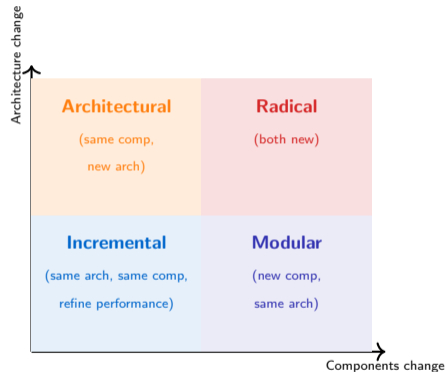 Architecture change
Architectural
(same comp,
new arch)
Radical
(both new)
Incremental
(same arch, same comp,
refine performance)
Modular
(new comp,
same arch)
Components change